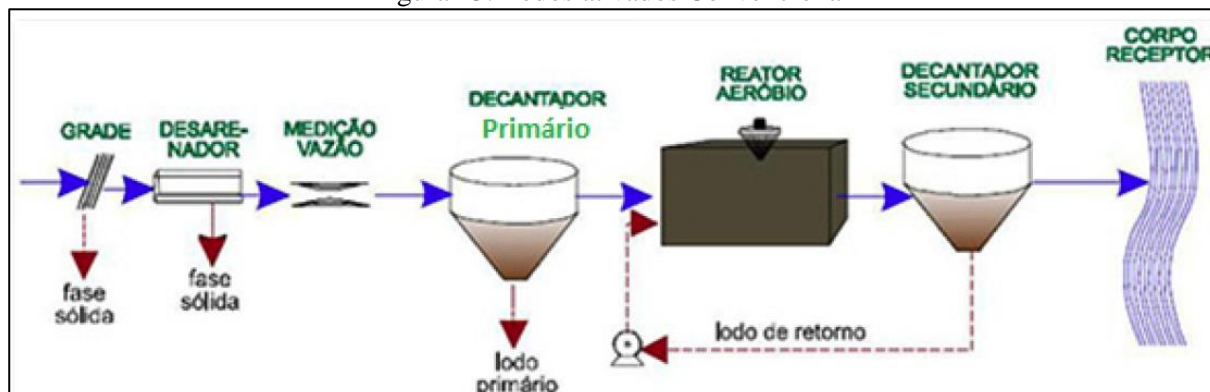 GRADE
DESARE-
NADOR
MEDIÇÃO
VAZÃO
DECANTADOR
Primário
REATOR
AERÓBIO
DECANTADOR
SECUNDÁRIO
CORPO
RECEPTOR
fase
sólida
fase
sólida
lodo
primário
lodo de retorno